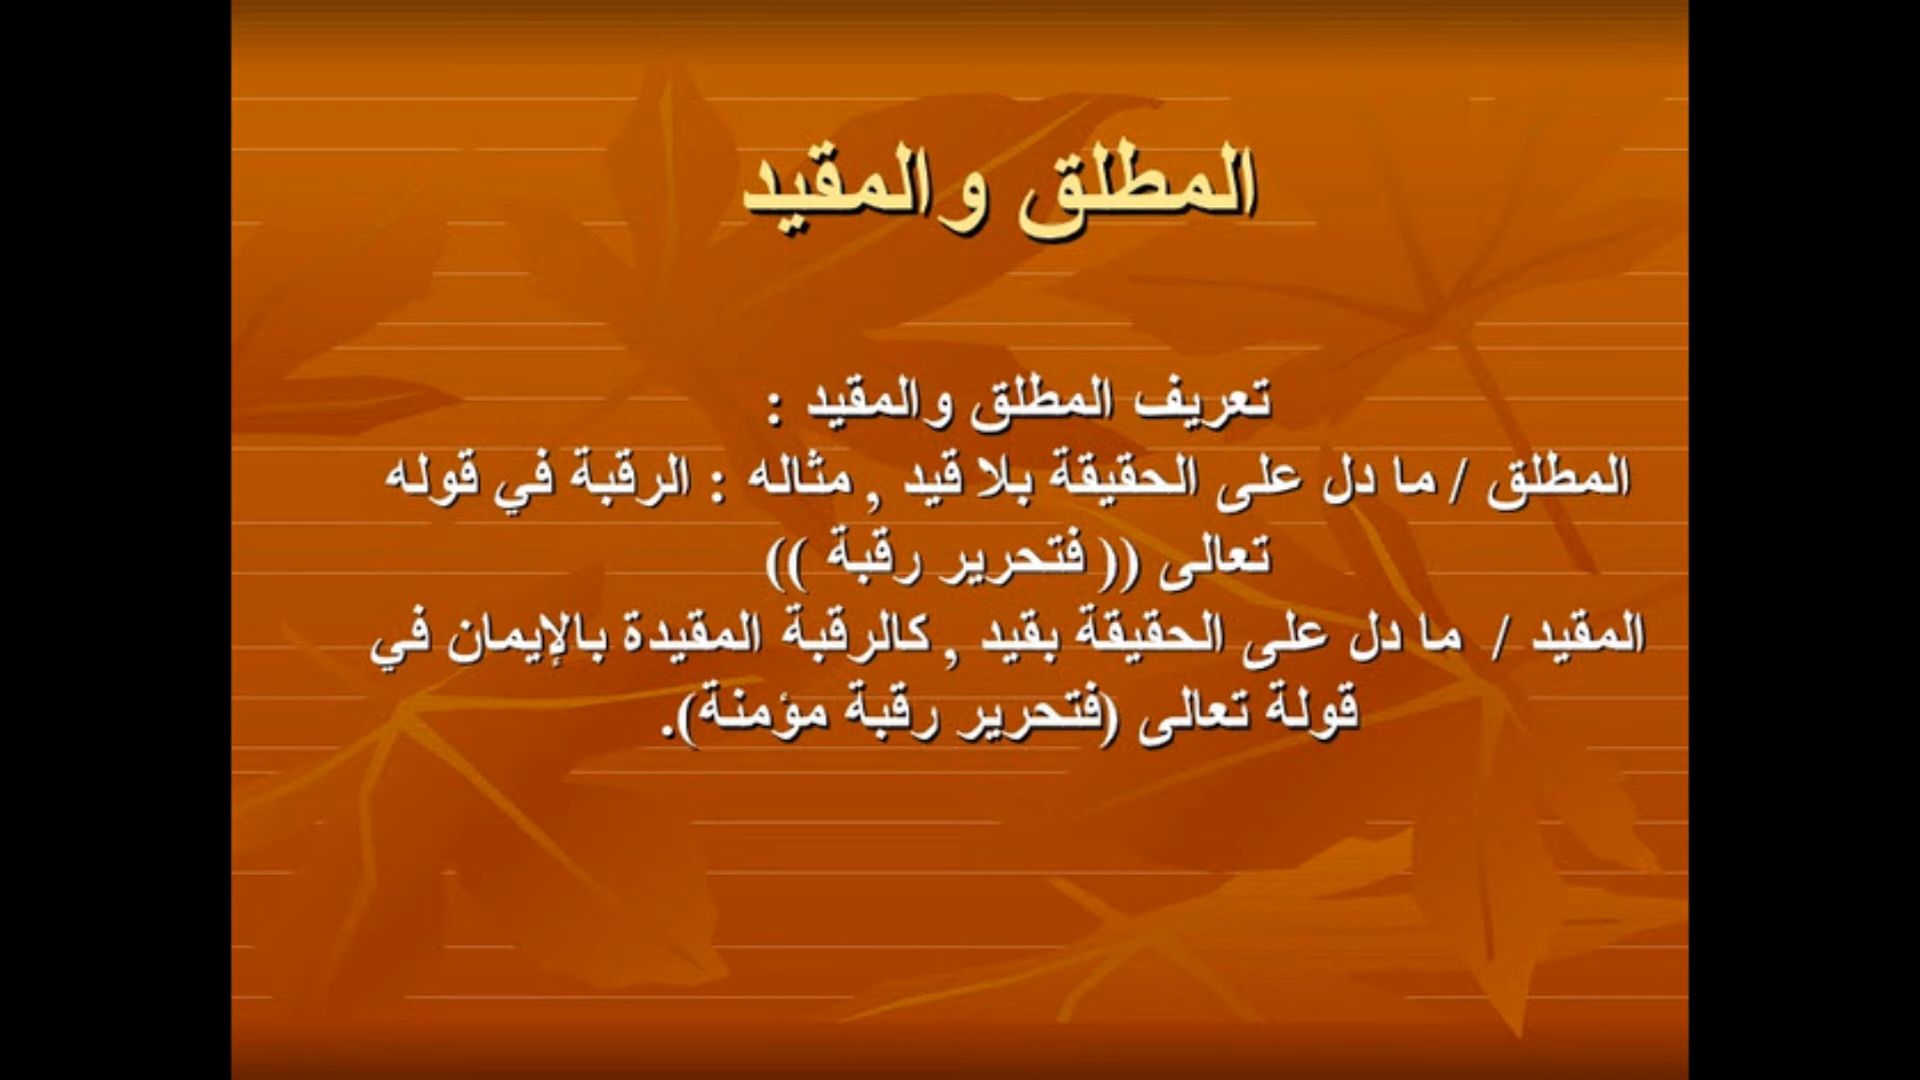 المطلق والمقيد
تعريف المطلق والمقيد :
المطلق / ما دل على الحقيقة بلا قيد , مثاله : الرقبة في قوله
تعالى (( فتحرير رقبة ))
المقيد / ما دل على الحقيقة بقيد , كالرقبة المقيدة بالإيمان في
قولة تعالى (فتحرير رقبة مؤمنة).